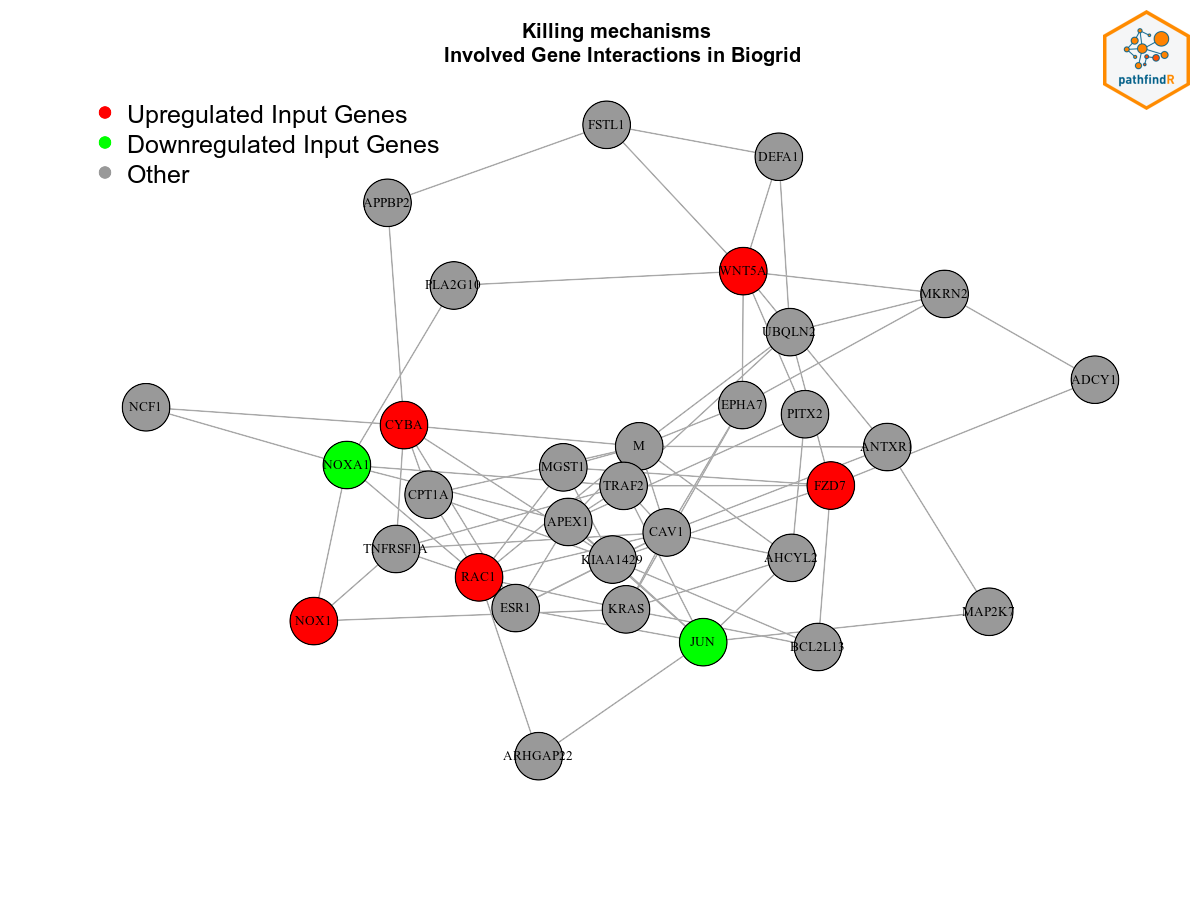 Killing mechanisms
Involved Gene Interactions in Biogrid
pathfindR
Upregulated Input Genes
Downregulated Input Genes
Other
FSTL1
DEFA1
APPBP2
WNT5A
PLA2G10
MKRN2
UBQLN2
ADCY1
NCF1
EPHA7
PITX2
CYBA
M
ANTXR1
NOXA1
MGST1
TRAF2
FZD7
CPT1A
APEX1
CAV1
TNFRSF1A
KIAA1429
AHCYL2
RAC1
ESR1
KRAS
MAP2K7
NOX1
JUN
BCL2L13
ARHGAP22